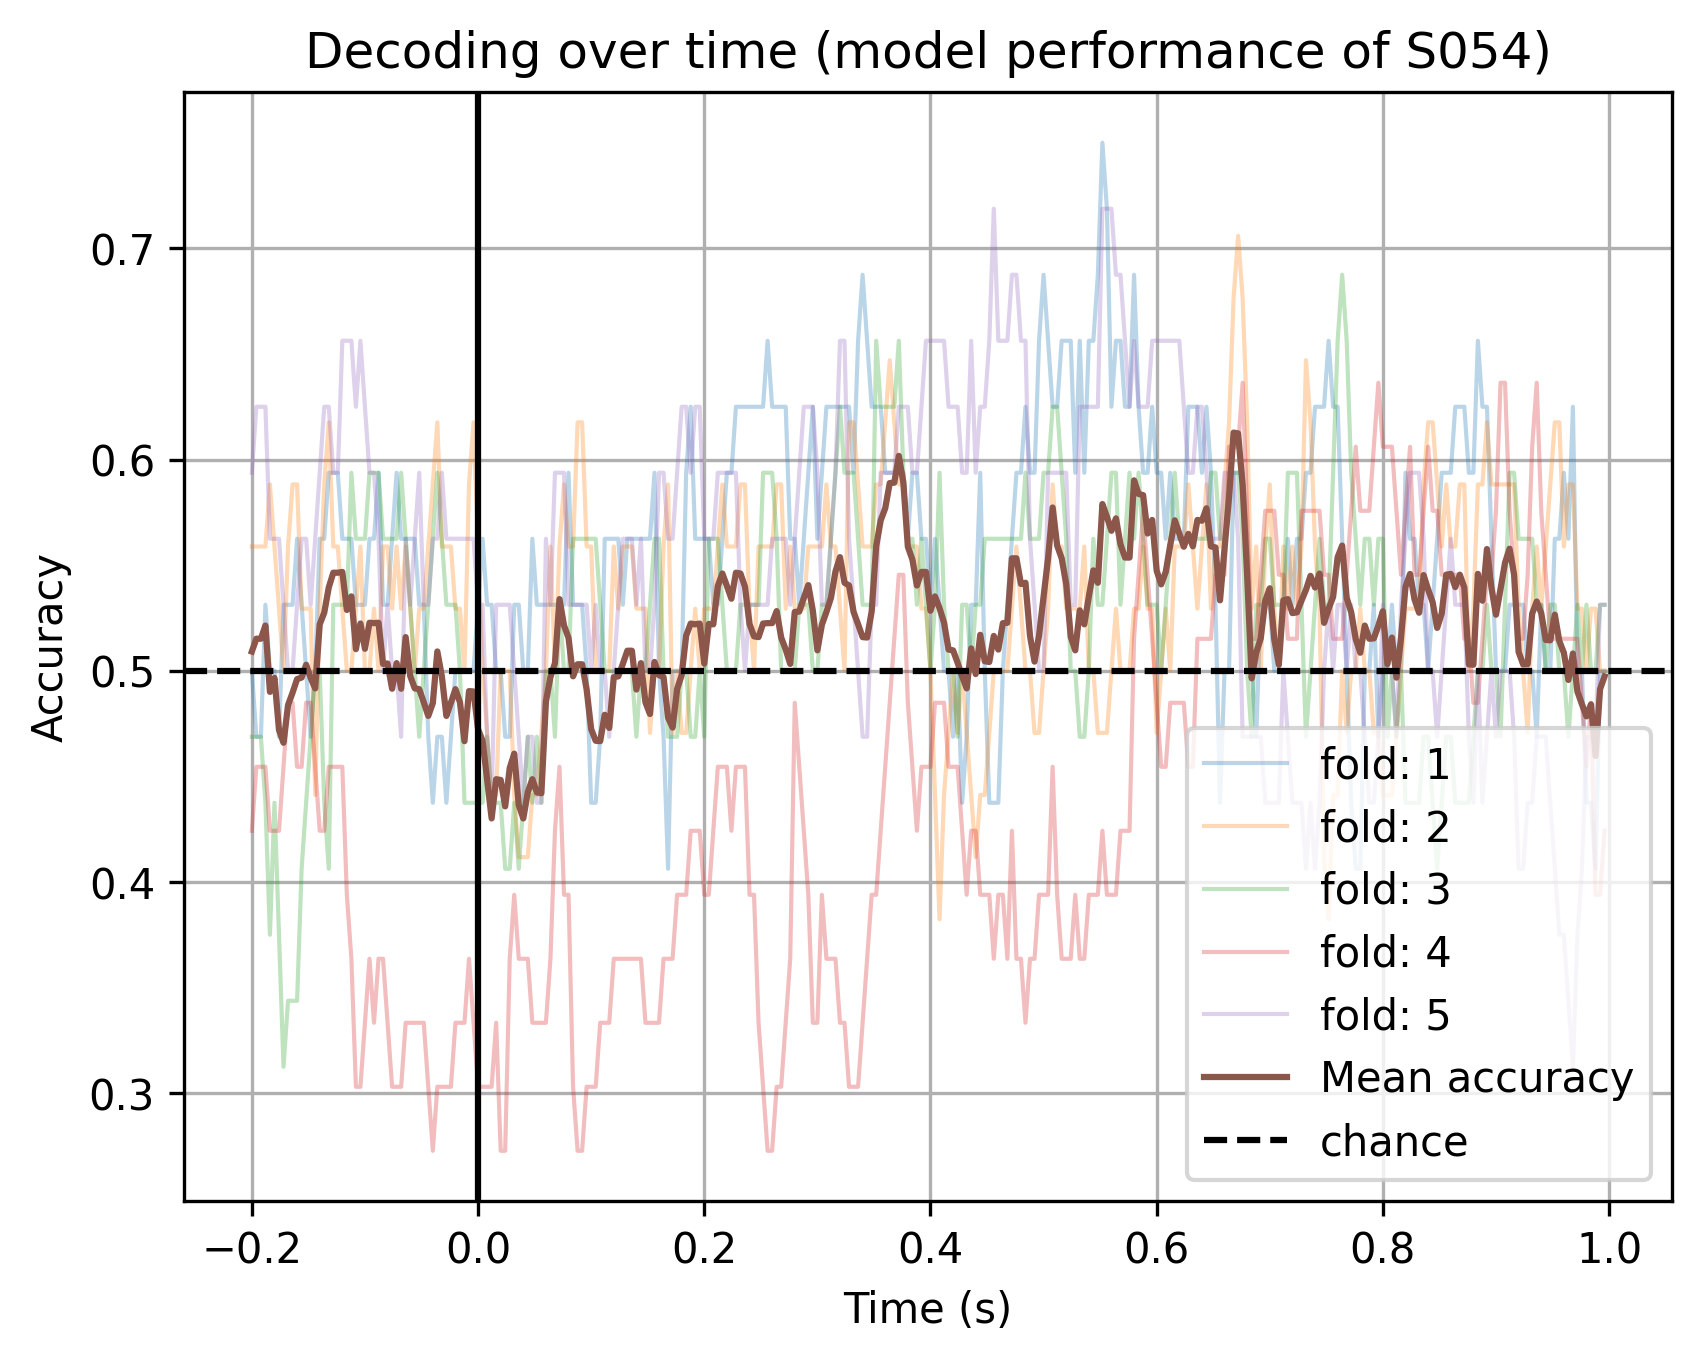 Decoding over time (model performance of S054)
Accuracy
0.7
0.6
0.5
0.4
0.3
fold: 1
fold: 2
fold: 3
fold: 4
fold: 5
Mean accuracy
chance
−0.2 0.0 0.2 0.4 0.6 0.8 1.0
Time (s)